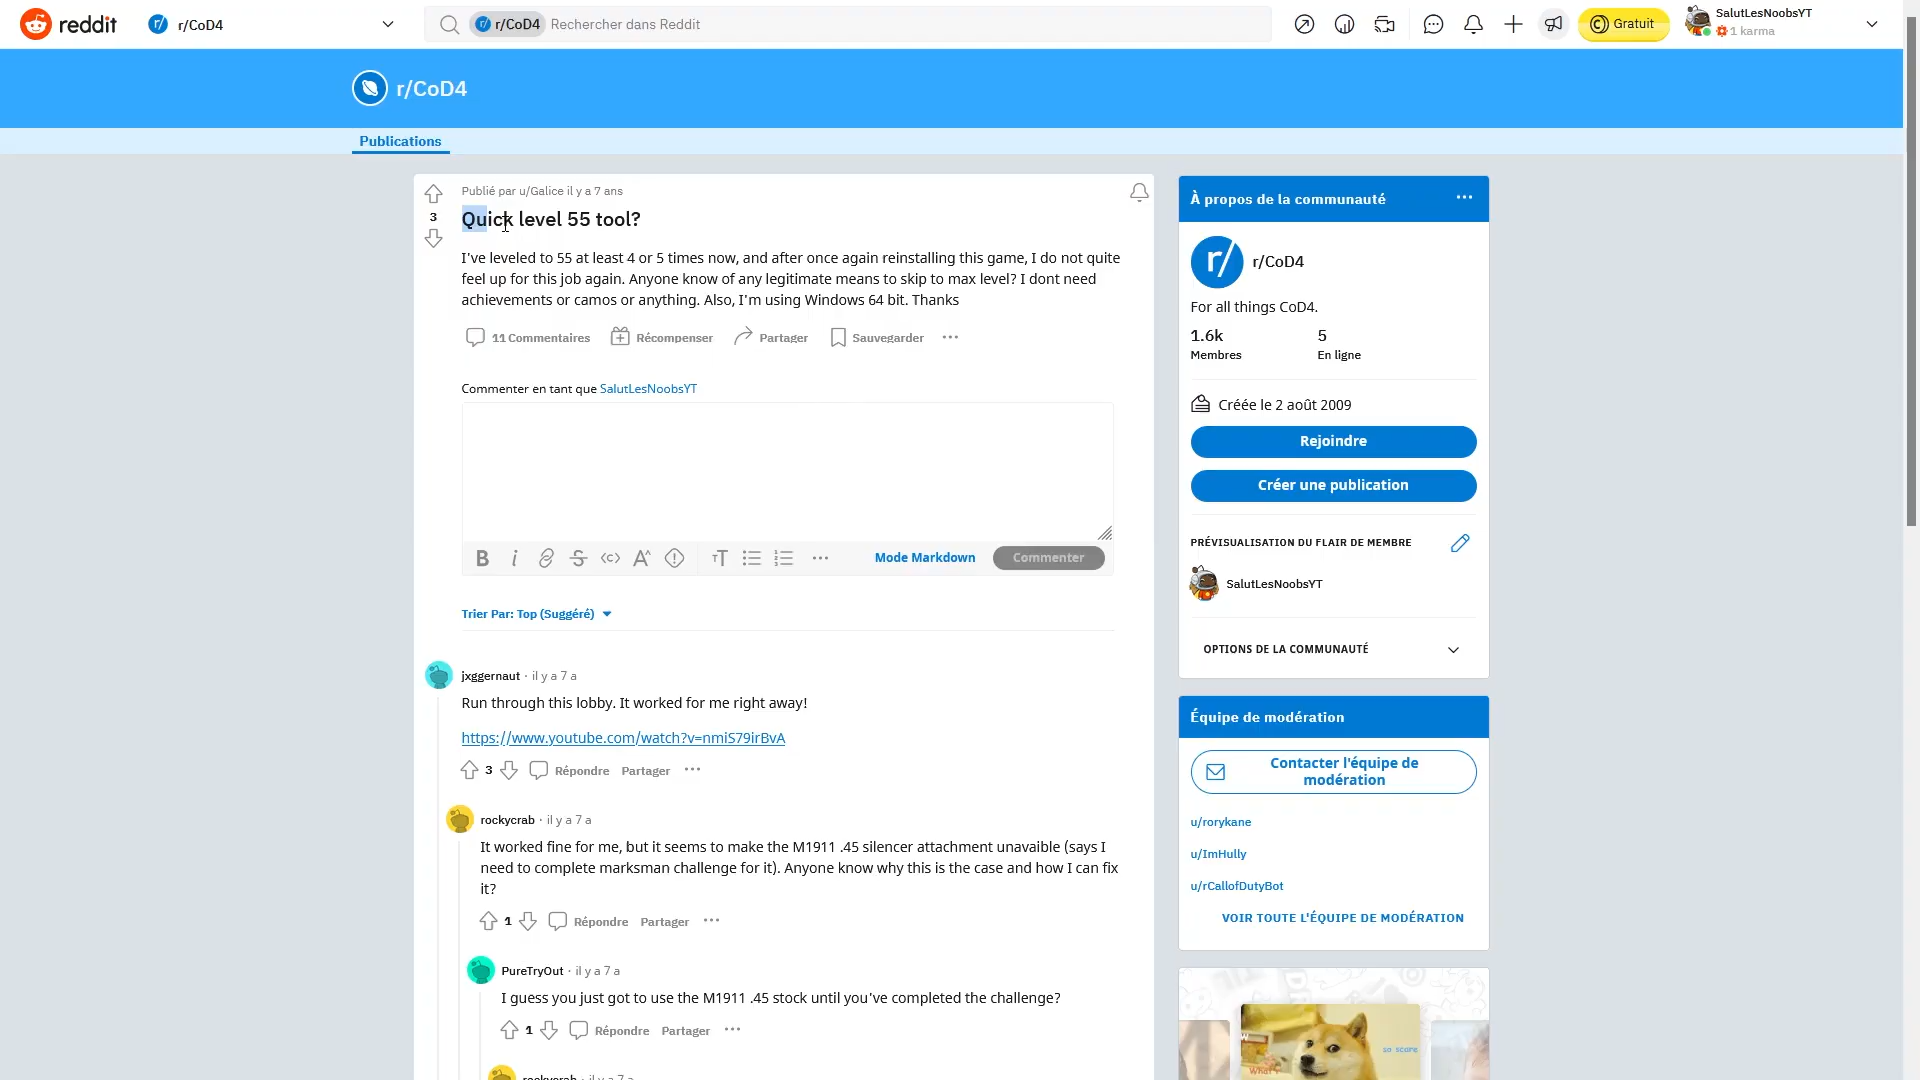 reddit
r/CoD4
r/CoD4 Rechercher dans Reddit
Gratuit
SalutLesNoobsYT
1 karma
r/CoD4
Publications
Publié par u/Galice il y a 7 ans
3
Quick level 55 tool?
I've leveled to 55 at least 4 or 5 times now, and after once again reinstalling this game, I do not quite
feel up for this job again. Anyone know of any legitimate means to skip to max level? I dont need
achievements or camos or anything. Also, I'm using Windows 64 bit. Thanks
11 Commentaires Récompenser Partager Sauvegarder
Commenter en tant que SalutLesNoobsYT
Mode Markdown Commenter
Trier Par: Top (Suggéré)
jxggernaut · il y a 7 a
Run through this lobby. It worked for me right away!
https://www.youtube.com/watch?v=nmiS79irBvA
3 Répondre Partager
rockycrab · il y a 7 a
It worked fine for me, but it seems to make the M1911 .45 silencer attachment unavaible (says I
need to complete marksman challenge for it). Anyone know why this is the case and how I can fix
it?
1 Répondre Partager
PureTryOut · il y a 7 a
I guess you just got to use the M1911 .45 stock until you've completed the challenge?
1 Répondre Partager
rockycrab · il y a 7 a
À propos de la communauté
r/ r/CoD4
For all things CoD4.
1.6k 5
Membres En ligne
Créée le 2 août 2009
Rejoindre
Créer une publication
PRÉVISUALISATION DU FLAIR DE MEMBRE
SalutLesNoobsYT
OPTIONS DE LA COMMUNAUTÉ
Équipe de modération
Contacter l'équipe de
modération
u/rorykane
u/ImHully
u/rCallofDutyBot
VOIR TOUTE L'ÉQUIPE DE MODÉRATION
so scare